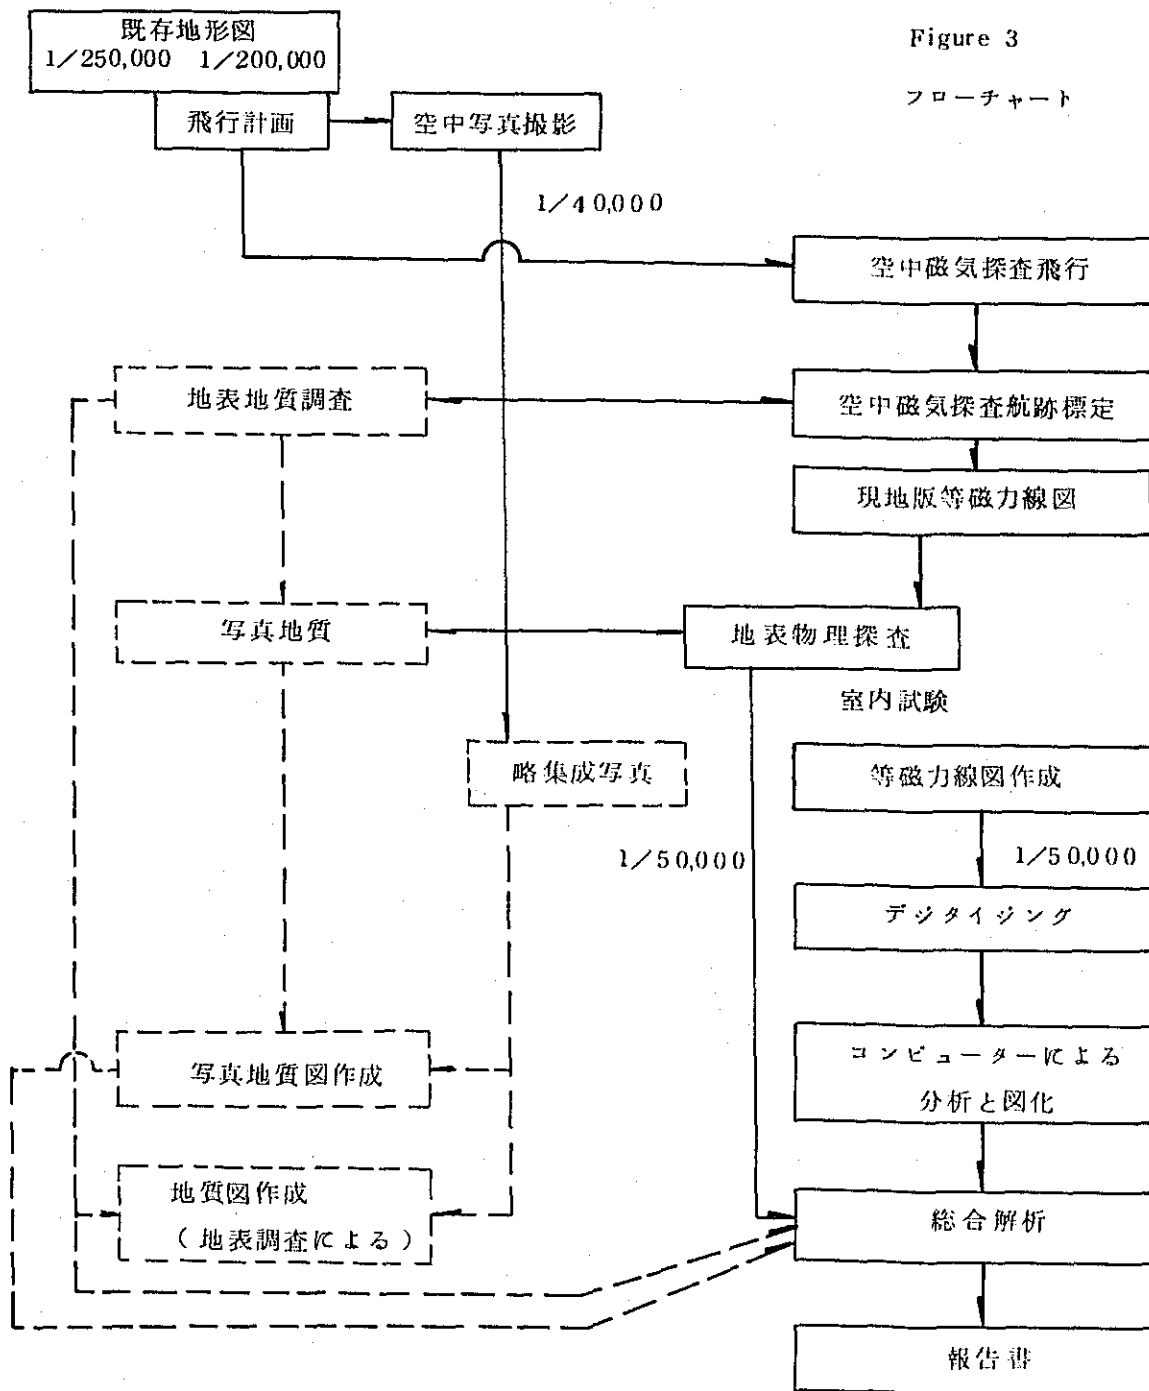 既存地形図
1/250,000 1/200,000
Figure 3
フローチャート
飛行計画
空中写真撮影
1/40,000
空中磁気探査飛行
地表地質調査
空中磁気探査航跡標定
現地版等磁力線図
写真地質
地表物理探査
室内試験
略集成写真
等磁力線図作成
1/50,000
1/50,000
デジタイジング
コンピューターによる
分析と図化
写真地質図作成
地質図作成
(地表調査による)
総合解析
報告書